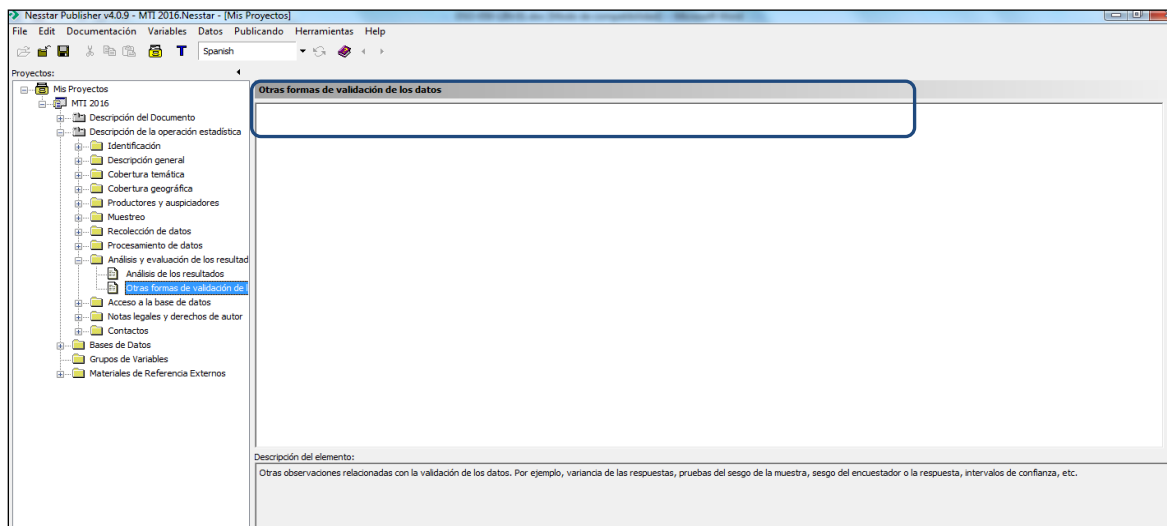 Nesstar Publisher v4.0.9 - MTI 2016.Nesstar - [Mis Proyectos]
File Edit Documentación Variables Datos Publicando Herramientas Help
T Spanish
Proyectos:
Mis Proyectos
Otras formas de validación de los datos
MTI 2016
Descripción del Documento
Descripción de la operación estadística
Identificación
Descripción general
Cobertura temática
Cobertura geográfica
Productores y auspiciadores
Muestreo
Recolección de datos
Procesamiento de datos
Análisis y evaluación de los resultad
Análisis de los resultados
Otras formas de validación de l
Acceso a la base de datos
Notas legales y derechos de autor
Contactos
Bases de Datos
Grupos de Variables
Materiales de Referencia Externos
Descripción del elemento:
Otras observaciones relacionadas con la validación de los datos. Por ejemplo, variancia de las respuestas, pruebas del sesgo de la muestra, sesgo del encuestador o la respuesta, intervalos de confianza, etc.